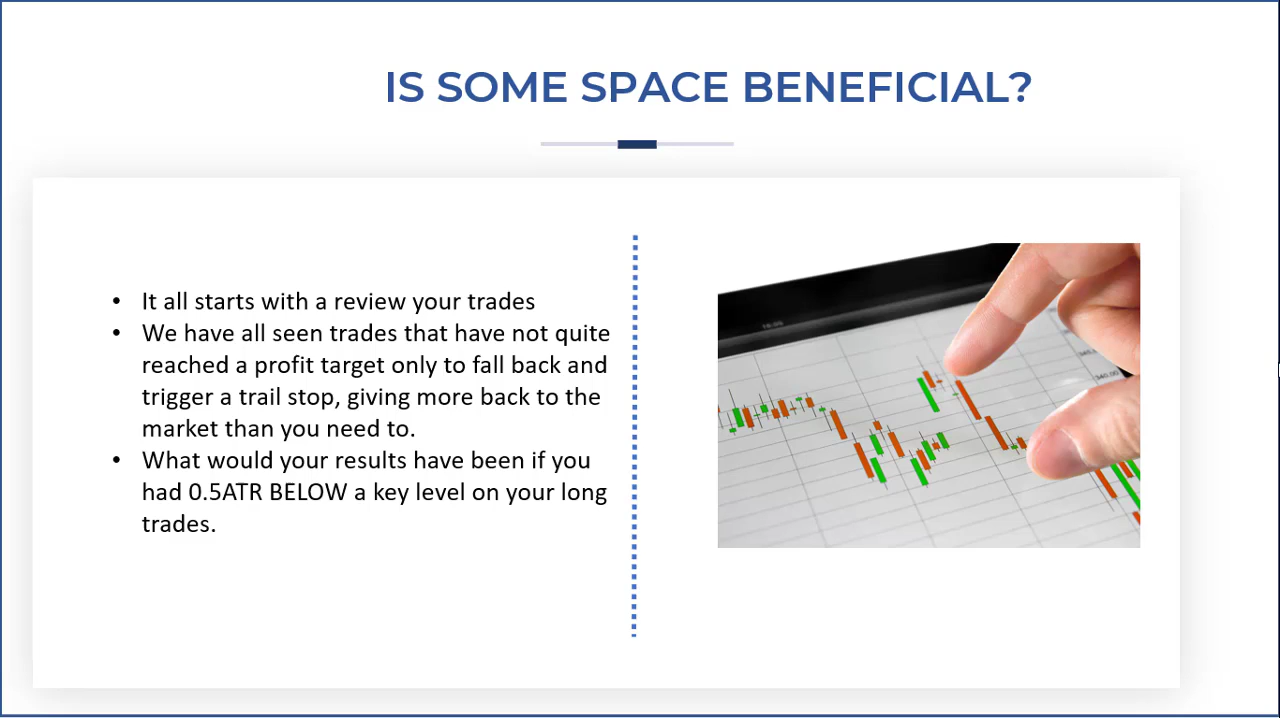 IS SOME SPACE BENEFICIAL?
• It all starts with a review your trades
• We have all seen trades that have not quite
reached a profit target only to fall back and
trigger a trail stop, giving more back to the
market than you need to.
• What would your results have been if you
had 0.5ATR BELOW a key level on your long
trades.
340.00